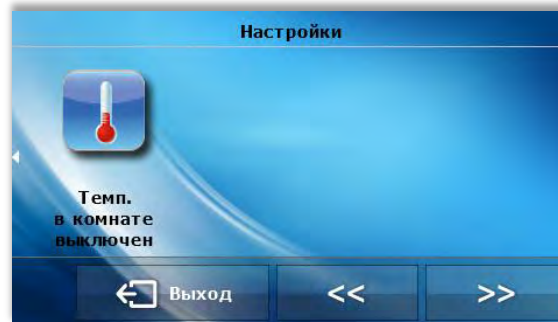 Настройки
Темп.
в комнате
выключен
Выход
<<
>>